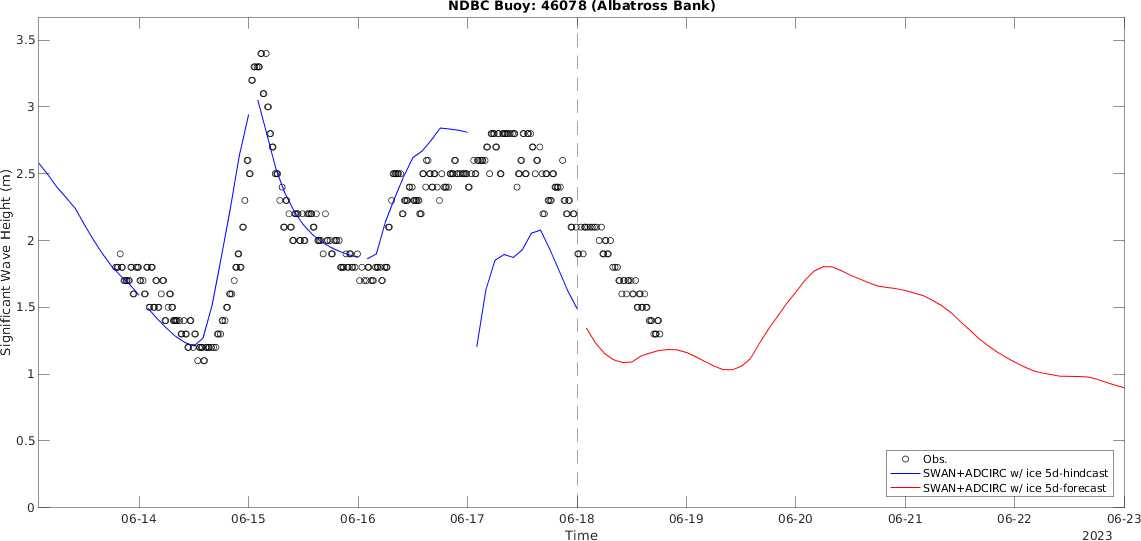 NDBC Buoy: 46078 (Albatross Bank)
3.5
3
2.5
2
1.5
1
0.5
0
Significant Wave Height (m)
Obs.
SWAN+ADCIRC w/ ice 5d-hindcast
SWAN+ADCIRC w/ ice 5d-forecast
06-14 06-15 06-16 06-17 06-18 06-19 06-20 06-21 06-22 06-23
Time
2023